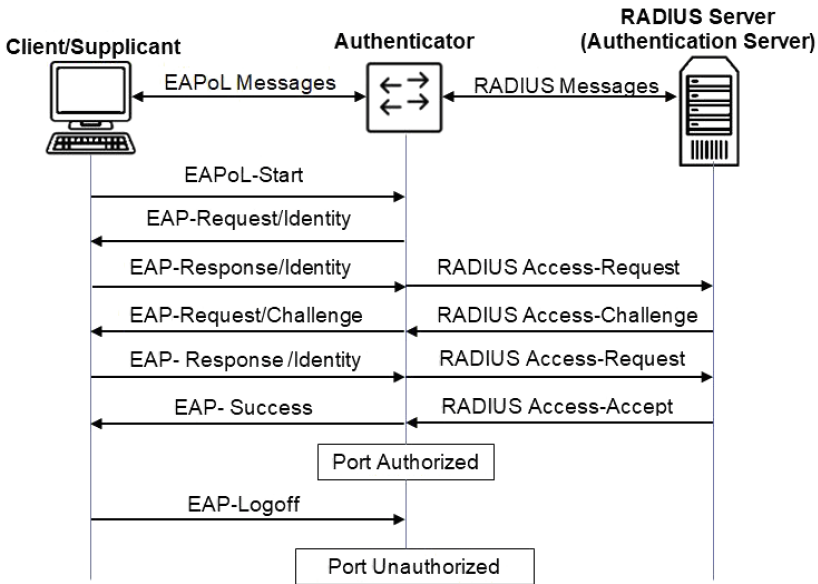 RADIUS Server
(Authentication Server)
Client/Supplicant
Authenticator
EAPoL Messages
RADIUS Messages
EAPoL-Start
EAP-Request/Identity
EAP-Response/Identity
RADIUS Access-Request
EAP-Request/Challenge
RADIUS Access-Challenge
EAP- Response /Identity
RADIUS Access-Request
EAP- Success
RADIUS Access-Accept
Port Authorized
EAP-Logoff
Port Unauthorized